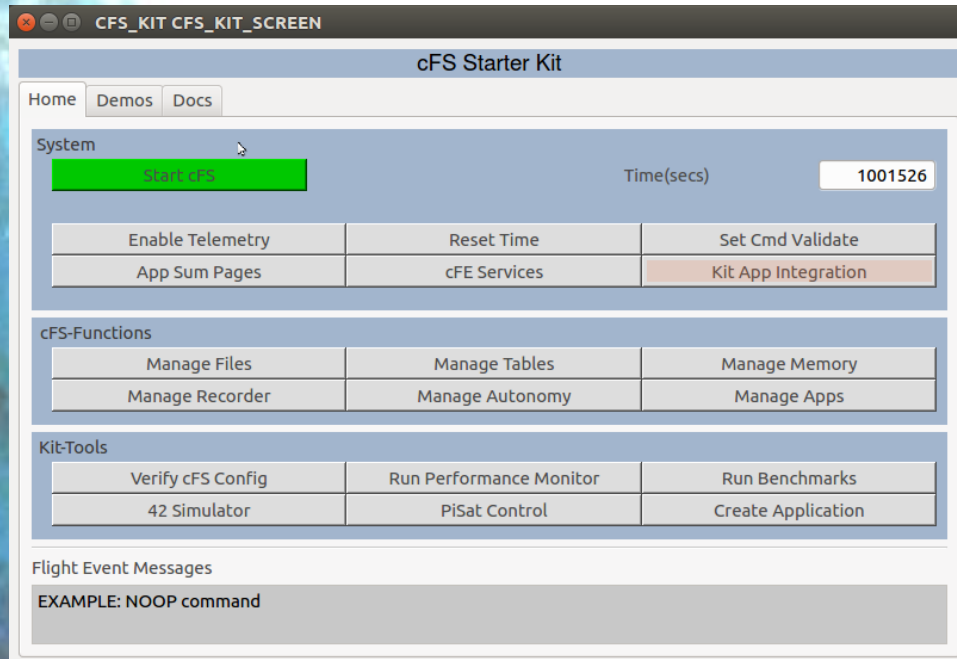 CFS_KIT CFS_KIT_SCREEN
cFS Starter Kit
Home Demos Docs
System
Start cFS Time(secs) 1001526
Enable Telemetry Reset Time Set Cmd Validate
App Sum Pages cFE Services Kit App Integration
cFS-Functions
Manage Files Manage Tables Manage Memory
Manage Recorder Manage Autonomy Manage Apps
Kit-Tools
Verify cFS Config Run Performance Monitor Run Benchmarks
42 Simulator PiSat Control Create Application
Flight Event Messages
EXAMPLE: NOOP command